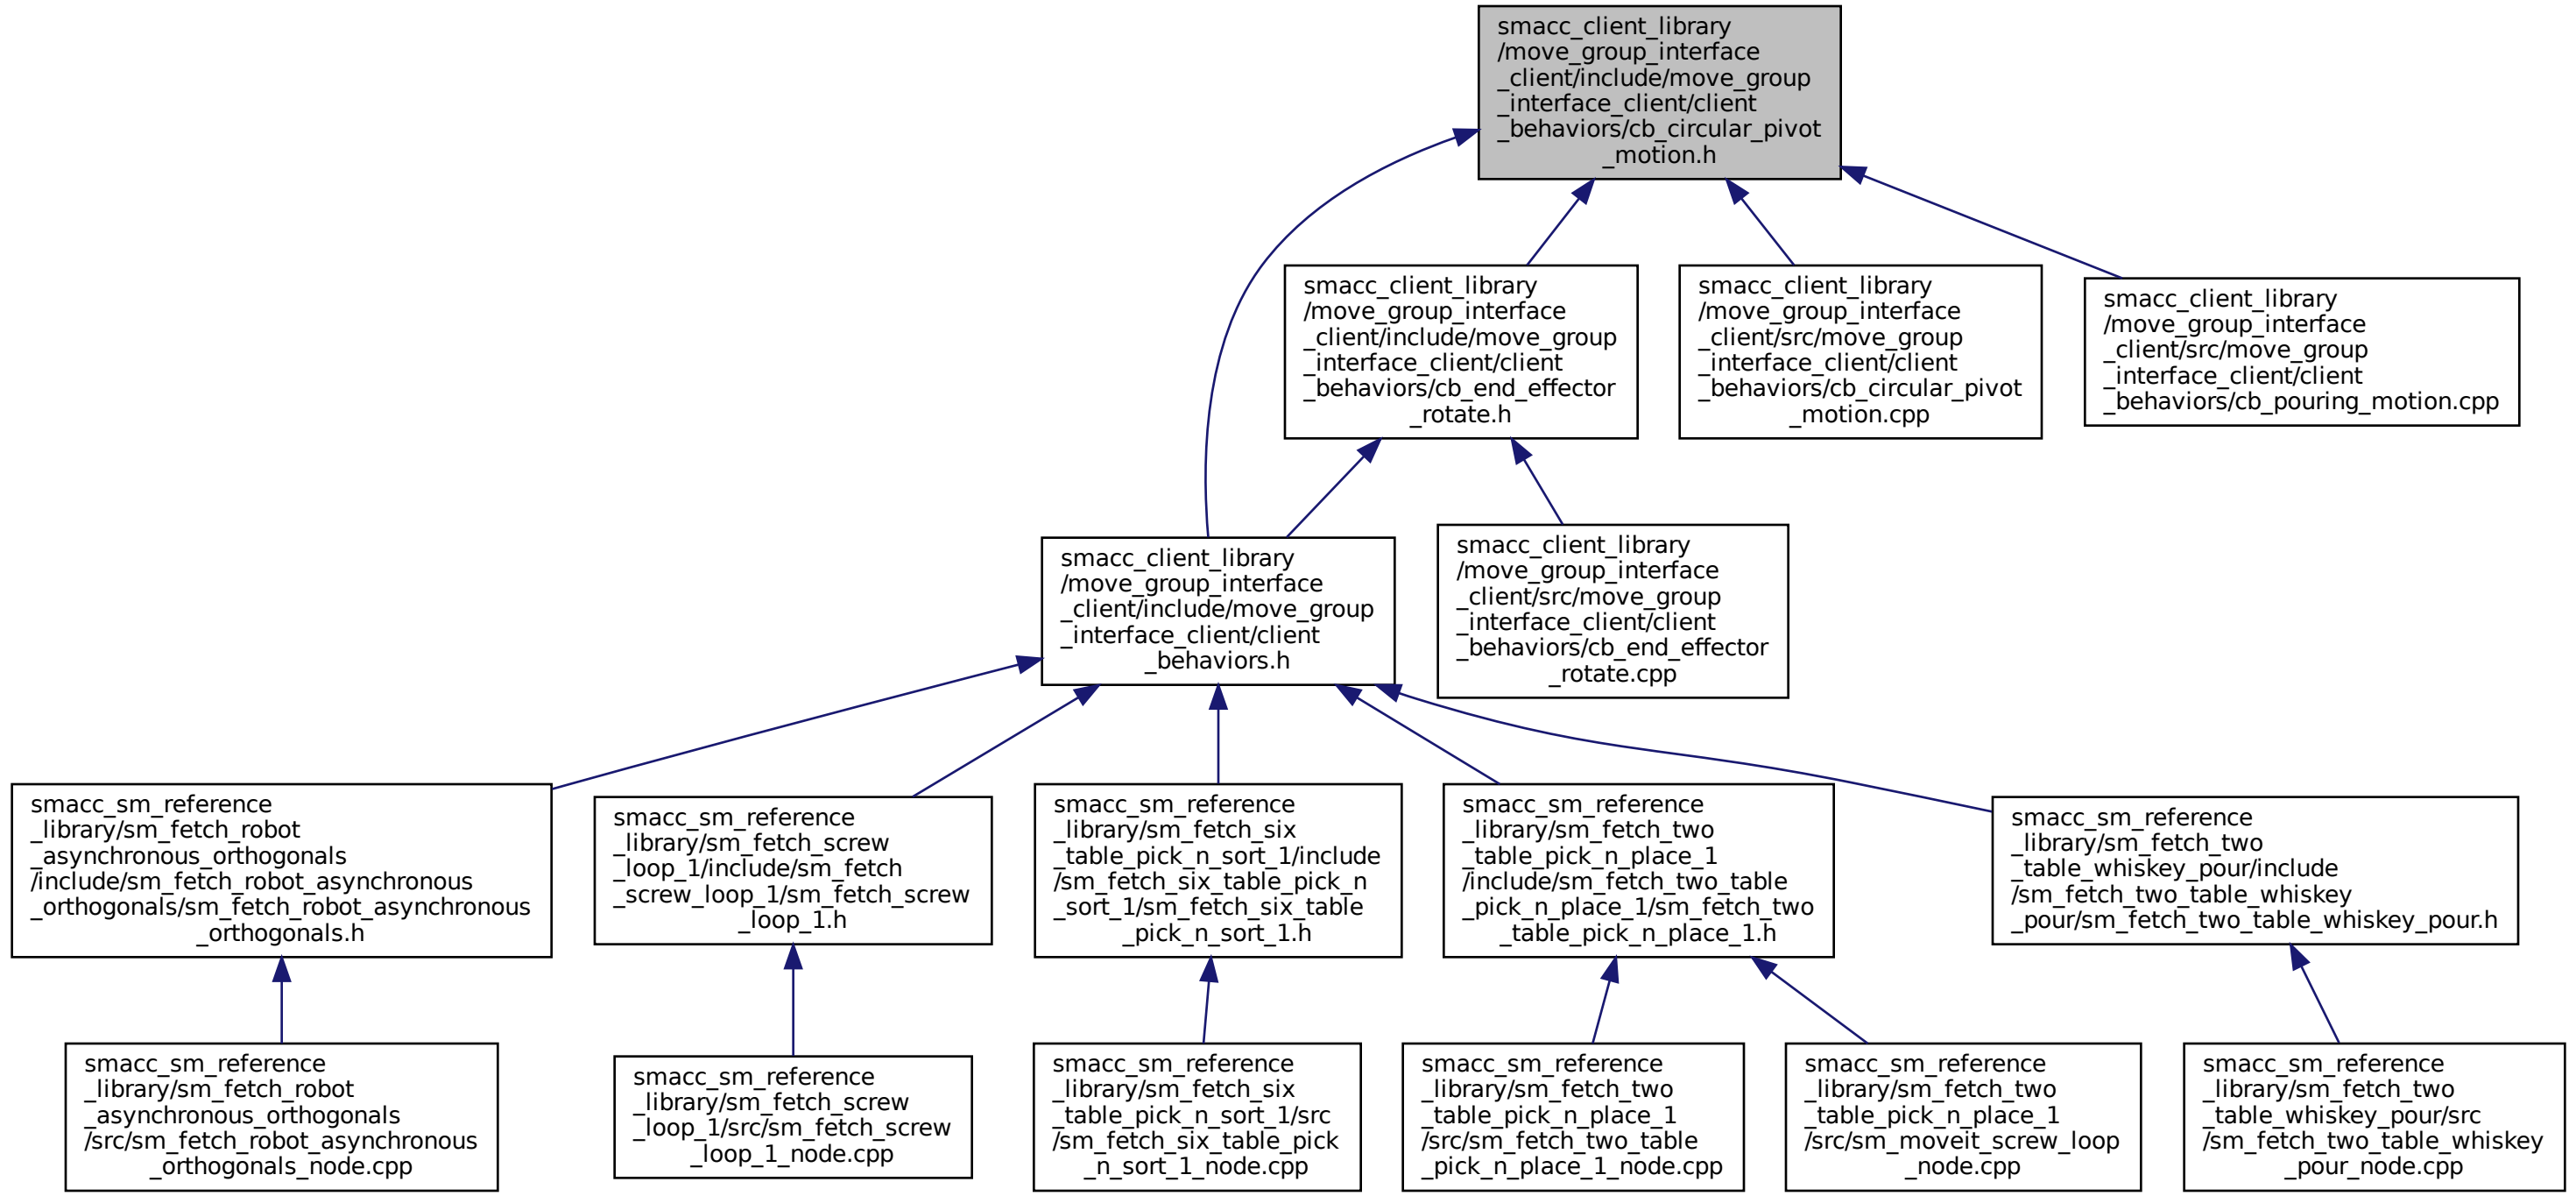 smacc_client_library
/move_group_interface
_client/include/move_group
_interface_client/client
_behaviors/cb_circular_pivot
_motion.h
smacc_client_library
/move_group_interface
_client/include/move_group
_interface_client/client
_behaviors/cb_end_effector
_rotate.h
smacc_client_library
/move_group_interface
_client/src/move_group
_interface_client/client
_behaviors/cb_circular_pivot
_motion.cpp
smacc_client_library
/move_group_interface
_client/src/move_group
_interface_client/client
_behaviors/cb_pouring_motion.cpp
smacc_client_library
/move_group_interface
_client/include/move_group
_interface_client/client
_behaviors.h
smacc_client_library
/move_group_interface
_client/src/move_group
_interface_client/client
_behaviors/cb_end_effector
_rotate.cpp
smacc_sm_reference
_library/sm_fetch_robot
_asynchronous_orthogonals
/include/sm_fetch_robot_asynchronous
_orthogonals/sm_fetch_robot_asynchronous
_orthogonals.h
smacc_sm_reference
_library/sm_fetch_screw
_loop_1/include/sm_fetch
_screw_loop_1/sm_fetch_screw
_loop_1.h
smacc_sm_reference
_library/sm_fetch_six
_table_pick_n_sort_1/include
/sm_fetch_six_table_pick_n
_sort_1/sm_fetch_six_table
_pick_n_sort_1.h
smacc_sm_reference
_library/sm_fetch_two
_table_pick_n_place_1
/include/sm_fetch_two_table
_pick_n_place_1/sm_fetch_two
_table_pick_n_place_1.h
smacc_sm_reference
_library/sm_fetch_two
_table_whiskey_pour/include
/sm_fetch_two_table_whiskey
_pour/sm_fetch_two_table_whiskey_pour.h
smacc_sm_reference
_library/sm_fetch_robot
_asynchronous_orthogonals
/src/sm_fetch_robot_asynchronous
_orthogonals_node.cpp
smacc_sm_reference
_library/sm_fetch_screw
_loop_1/src/sm_fetch_screw
_loop_1_node.cpp
smacc_sm_reference
_library/sm_fetch_six
_table_pick_n_sort_1/src
/sm_fetch_six_table_pick
_n_sort_1_node.cpp
smacc_sm_reference
_library/sm_fetch_two
_table_pick_n_place_1
/src/sm_fetch_two_table
_pick_n_place_1_node.cpp
smacc_sm_reference
_library/sm_fetch_two
_table_pick_n_place_1
/src/sm_moveit_screw_loop
_node.cpp
smacc_sm_reference
_library/sm_fetch_two
_table_whiskey_pour/src
/sm_fetch_two_table_whiskey
_pour_node.cpp